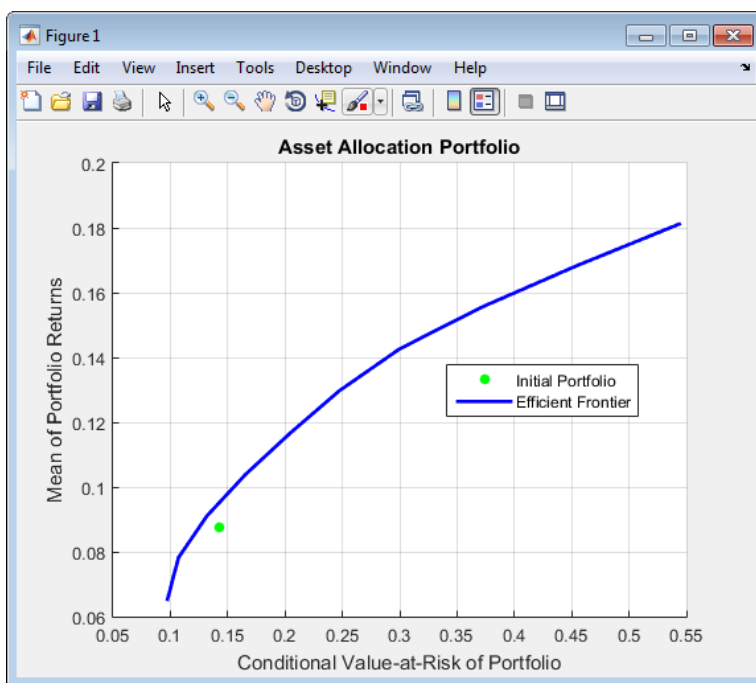 Figure 1
File Edit View Insert Tools Desktop Window Help
Asset Allocation Portfolio
0.2
0.18
0.16
0.14
0.12
0.1
0.08
0.06
Mean of Portfolio Returns
Initial Portfolio
Efficient Frontier
0.05 0.1 0.15 0.2 0.25 0.3 0.35 0.4 0.45 0.5 0.55
Conditional Value-at-Risk of Portfolio